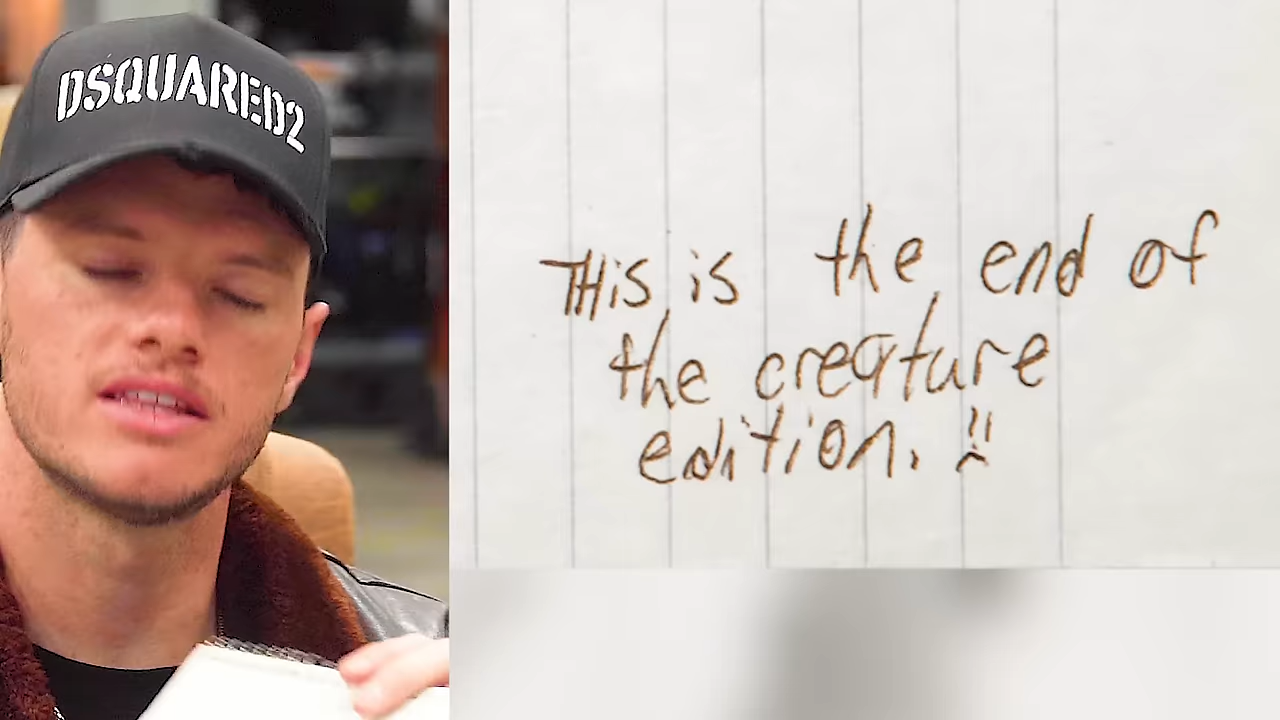 DSQUARED2
THis is the end of
the creature
edition. :(